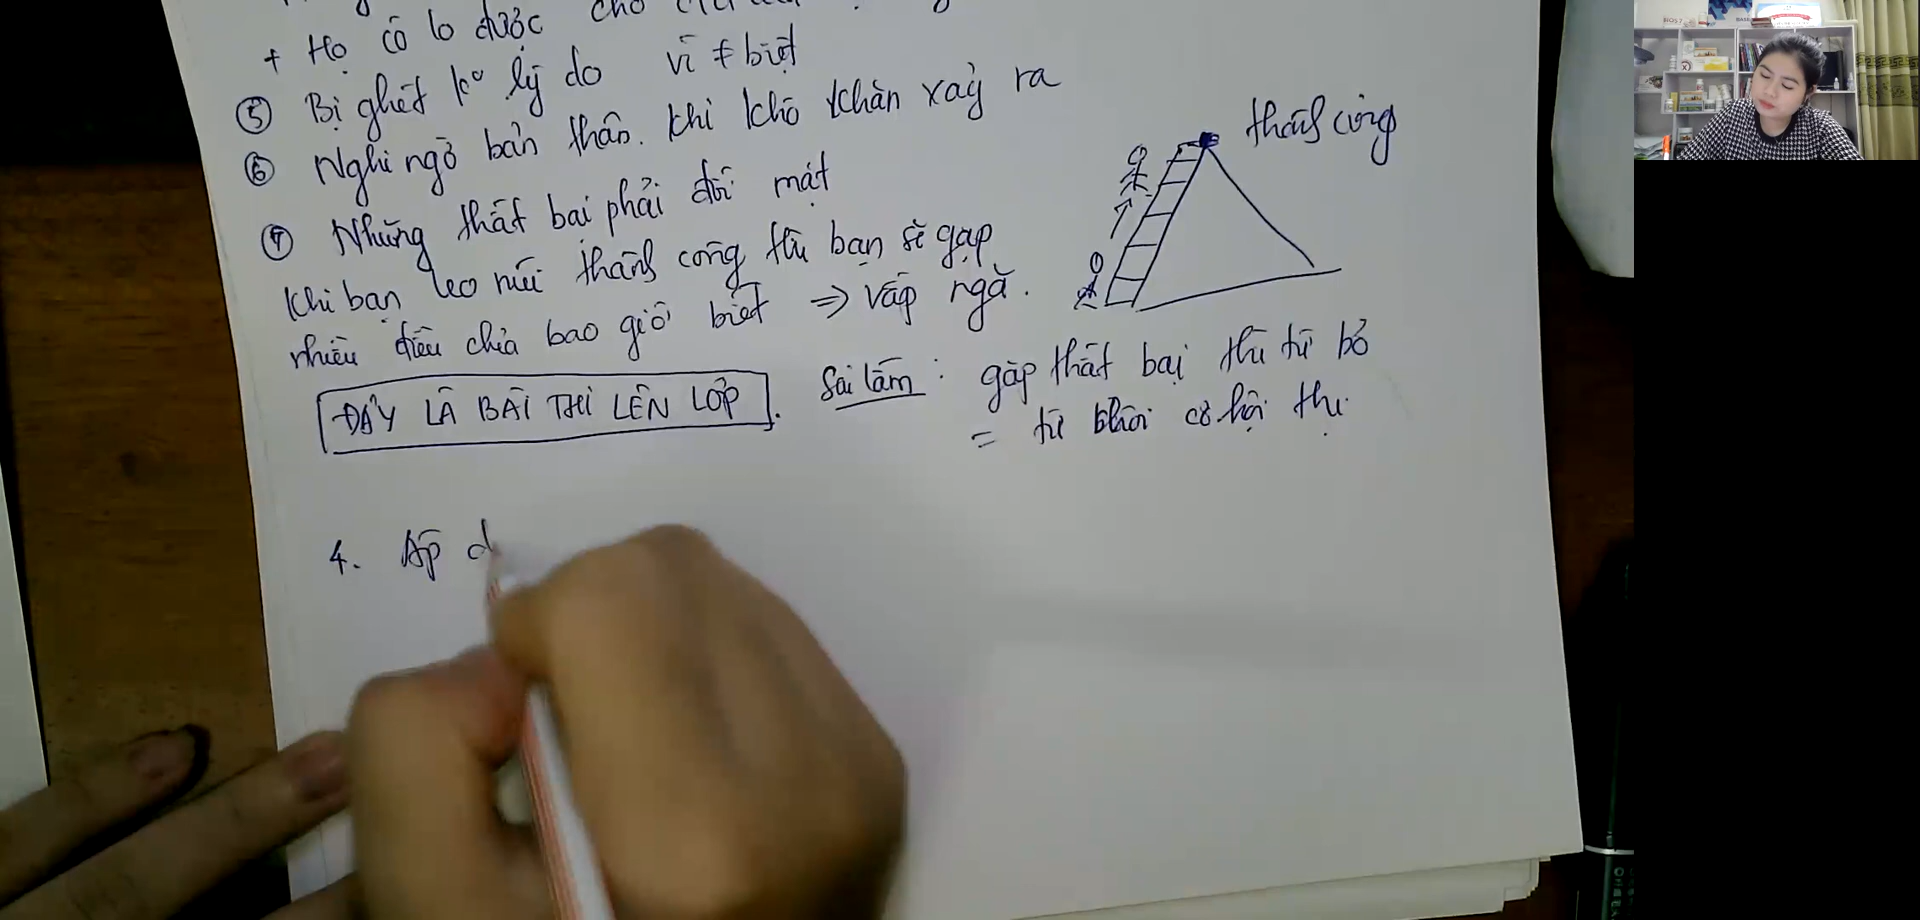 + Họ có lo được cho
⑤ Bị ghét ko lý do vì ≠ biệt
⑥ Nghi ngờ bản thân. khi khó khăn xảy ra
⑦ Những thất bại phải đối mặt
Khi bạn leo núi thành công thì bạn sẽ gặp
nhiều điều chưa bao giờ biết => vấp ngã.
ĐÂY LÀ BÀI THI LÊN LỚP.
Sai lầm : gặp thất bại thì từ bỏ
= từ chối cơ hội thi
thành công
4. Áp d